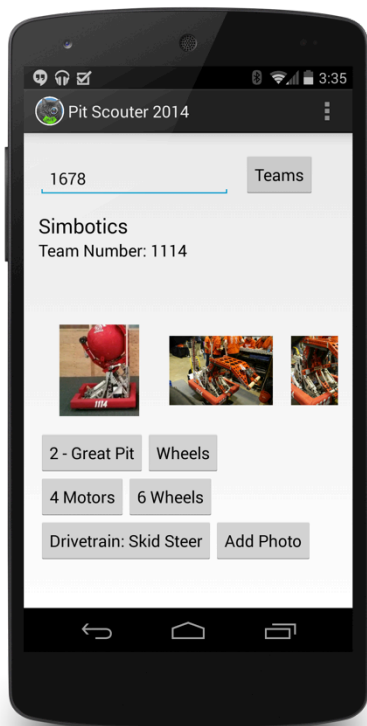 3:35
Pit Scouter 2014
1678 Teams
Simbotics
Team Number: 1114
1114
2 - Great Pit Wheels
4 Motors 6 Wheels
Drivetrain: Skid Steer Add Photo